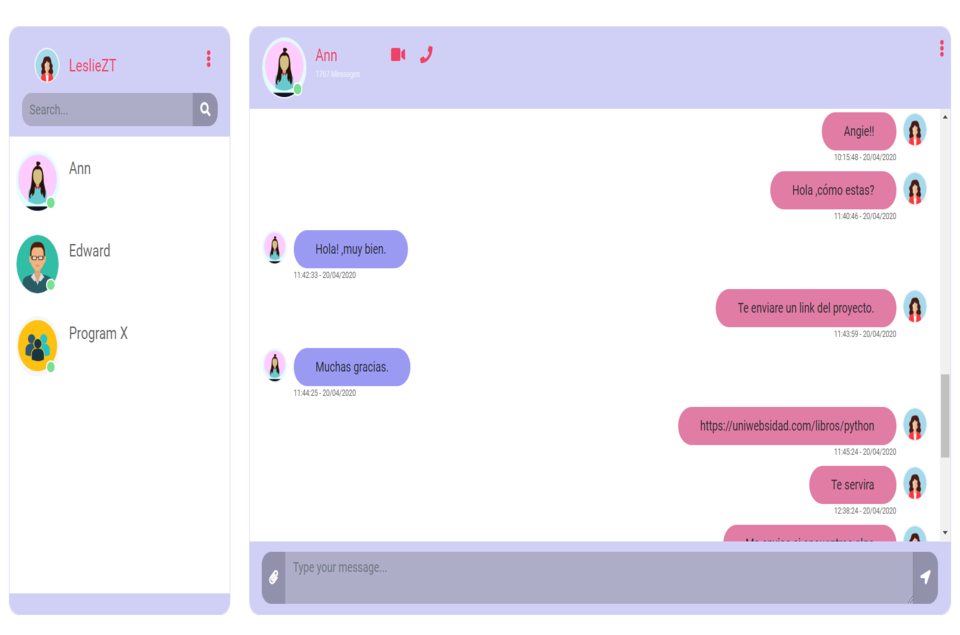 LeslieZT
Search...
Ann
Edward
Program X
Ann
1767 Messages
Angie!!
10:15:48 - 20/04/2020
Hola ,cómo estas?
11:40:46 - 20/04/2020
Hola! ,muy bien.
11:42:33 - 20/04/2020
Te enviare un link del proyecto.
11:43:59 - 20/04/2020
Muchas gracias.
11:44:25 - 20/04/2020
https://uniwebsidad.com/libros/python
11:45:24 - 20/04/2020
Te servira
12:38:24 - 20/04/2020
Type your message...